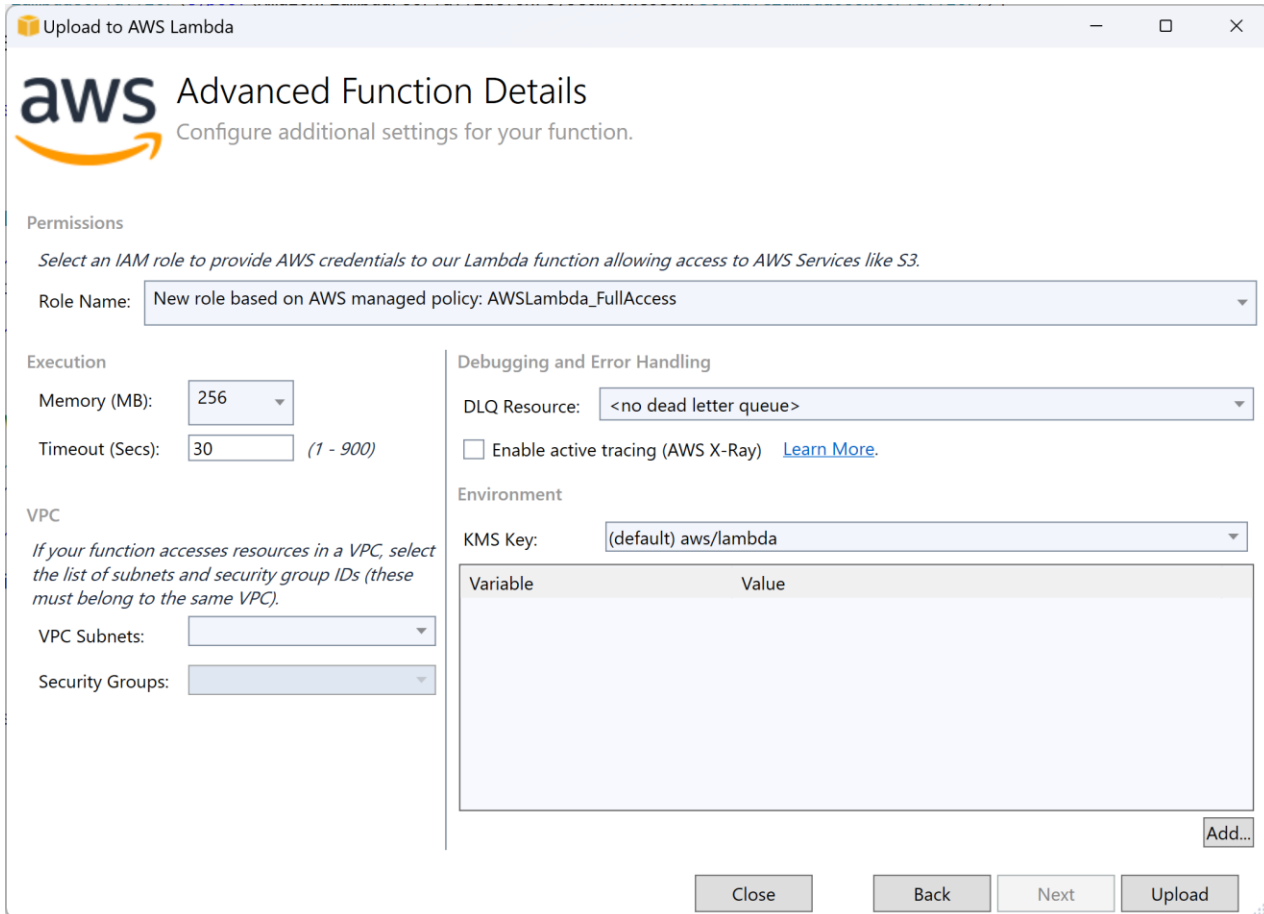 Upload to AWS Lambda
aws
Advanced Function Details
Configure additional settings for your function.
Permissions
Select an IAM role to provide AWS credentials to our Lambda function allowing access to AWS Services like S3.
Role Name: New role based on AWS managed policy: AWSLambda_FullAccess
Execution
Memory (MB): 256
Timeout (Secs): 30 (1 - 900)
VPC
If your function accesses resources in a VPC, select
the list of subnets and security group IDs (these
must belong to the same VPC).
VPC Subnets:
Security Groups:
Debugging and Error Handling
DLQ Resource: <no dead letter queue>
Enable active tracing (AWS X-Ray) Learn More.
Environment
KMS Key: (default) aws/lambda
Variable Value
Add...
Close Back Next Upload